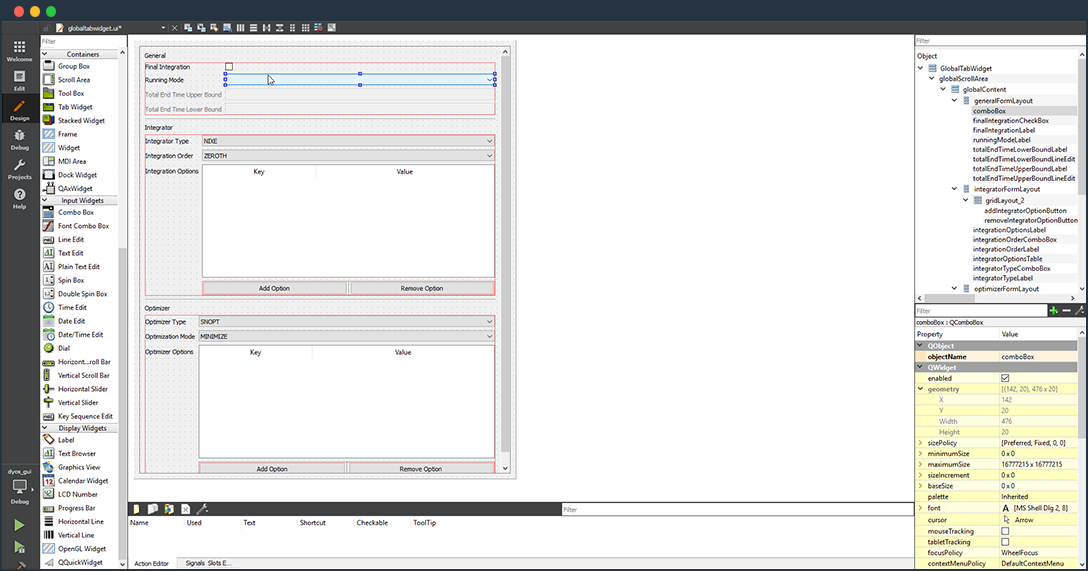 globaltabwidget.ui*
Welcome
Edit
Design
Debug
Projects
Help
dyox_gui
Debug
Filter
Containers
Group Box
Scroll Area
Tool Box
Tab Widget
Stacked Widget
Frame
Widget
MDI Area
Dock Widget
QAxWidget
Input Widgets
Combo Box
Font Combo Box
Line Edit
Text Edit
Plain Text Edit
Spin Box
Double Spin Box
Time Edit
Date Edit
Date/Time Edit
Dial
Horizont...roll Bar
Vertical Scroll Bar
Horizontal Slider
Vertical Slider
Key Sequence Edit
Display Widgets
Label
Text Browser
Graphics View
Calendar Widget
LCD Number
Progress Bar
Horizontal Line
Vertical Line
OpenGL Widget
QQuickWidget
General
Final Integration
Running Mode
Total End Time Upper Bound
Total End Time Lower Bound
Integrator
Integrator Type NIXE
Integration Order ZEROTH
Integration Options Key Value
Add Option Remove Option
Optimizer
Optimizer Type SNOPT
Optimization Mode MINIMIZE
Optimizer Options Key Value
Add Option Remove Option
Filter
Name Used Text Shortcut Checkable ToolTip
Action Editor Signals Slots E...
Filter
Object
GlobalTabWidget
globalScrollArea
globalContent
generalFormLayout
comboBox
finalIntegrationCheckBox
finalIntegrationLabel
runningModeLabel
totalEndTimeLowerBoundLabel
totalEndTimeLowerBoundLineEdit
totalEndTimeUpperBoundLabel
totalEndTimeUpperBoundLineEdit
integratorFormLayout
gridLayout_2
addIntegratorOptionButton
removeIntegratorOptionButton
integrationOptionsLabel
integrationOrderComboBox
integrationOrderLabel
integratorOptionsTable
integratorTypeComboBox
integratorTypeLabel
optimizerFormLayout
Filter
comboBox : QComboBox
Property Value
QObject
objectName comboBox
QWidget
enabled
geometry [(142, 20), 476 x 20]
X 142
Y 20
Width 476
Height 20
sizePolicy [Preferred, Fixed, 0, 0]
minimumSize 0 x 0
maximumSize 16777215 x 16777215
sizeIncrement 0 x 0
baseSize 0 x 0
palette Inherited
font A [MS Shell Dlg 2, 8]
cursor Arrow
mouseTracking
tabletTracking
focusPolicy WheelFocus
contextMenuPolicy DefaultContextMenu